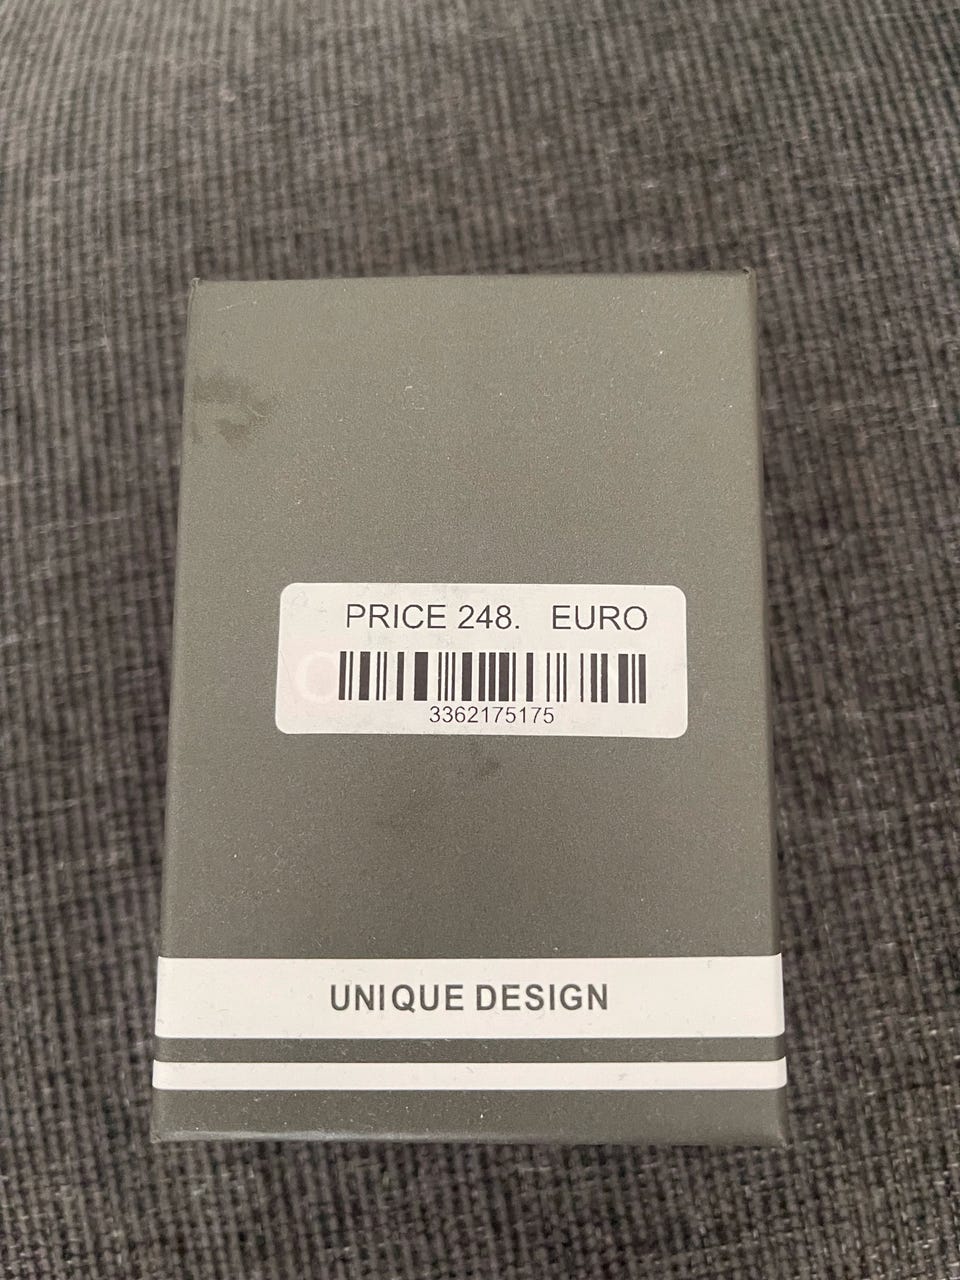 PRICE 248. EURO
3362175175
UNIQUE DESIGN